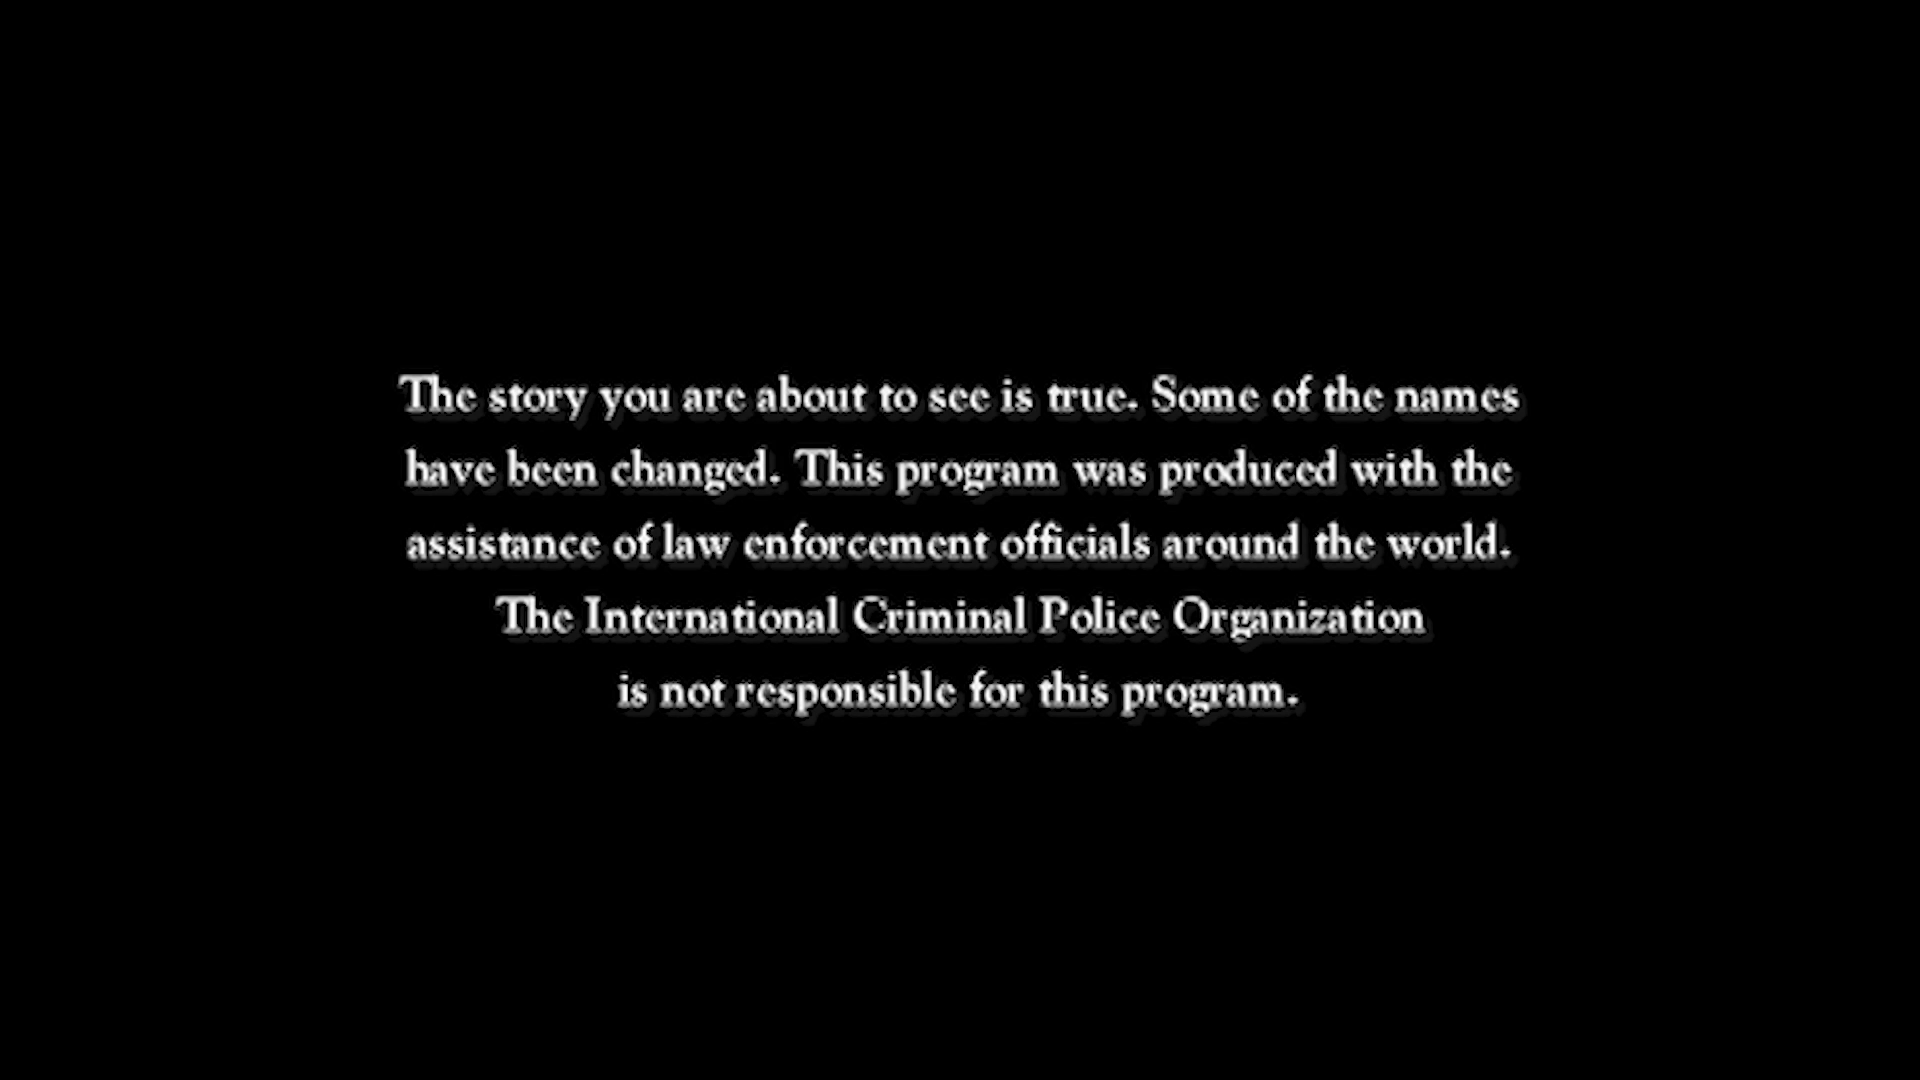 The story you are about to see is true. Some of the names
have been changed. This program was produced with the
assistance of law enforcement officials around the world.
The International Criminal Police Organization
is not responsible for this program.